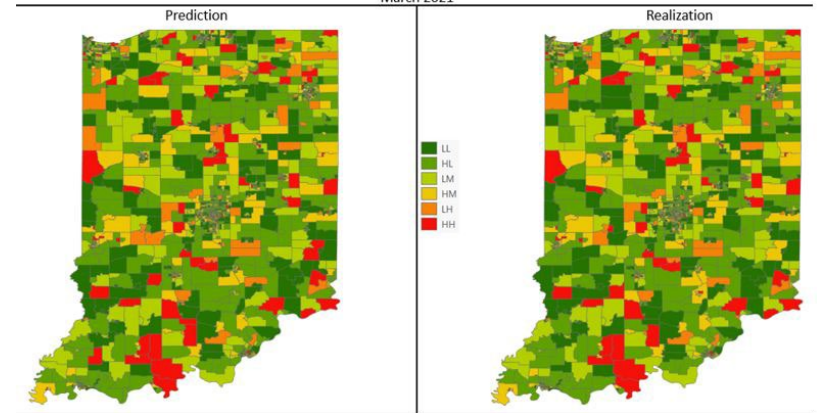 March 2021
Prediction
Realization
LL
HL
LM
HM
LH
HH